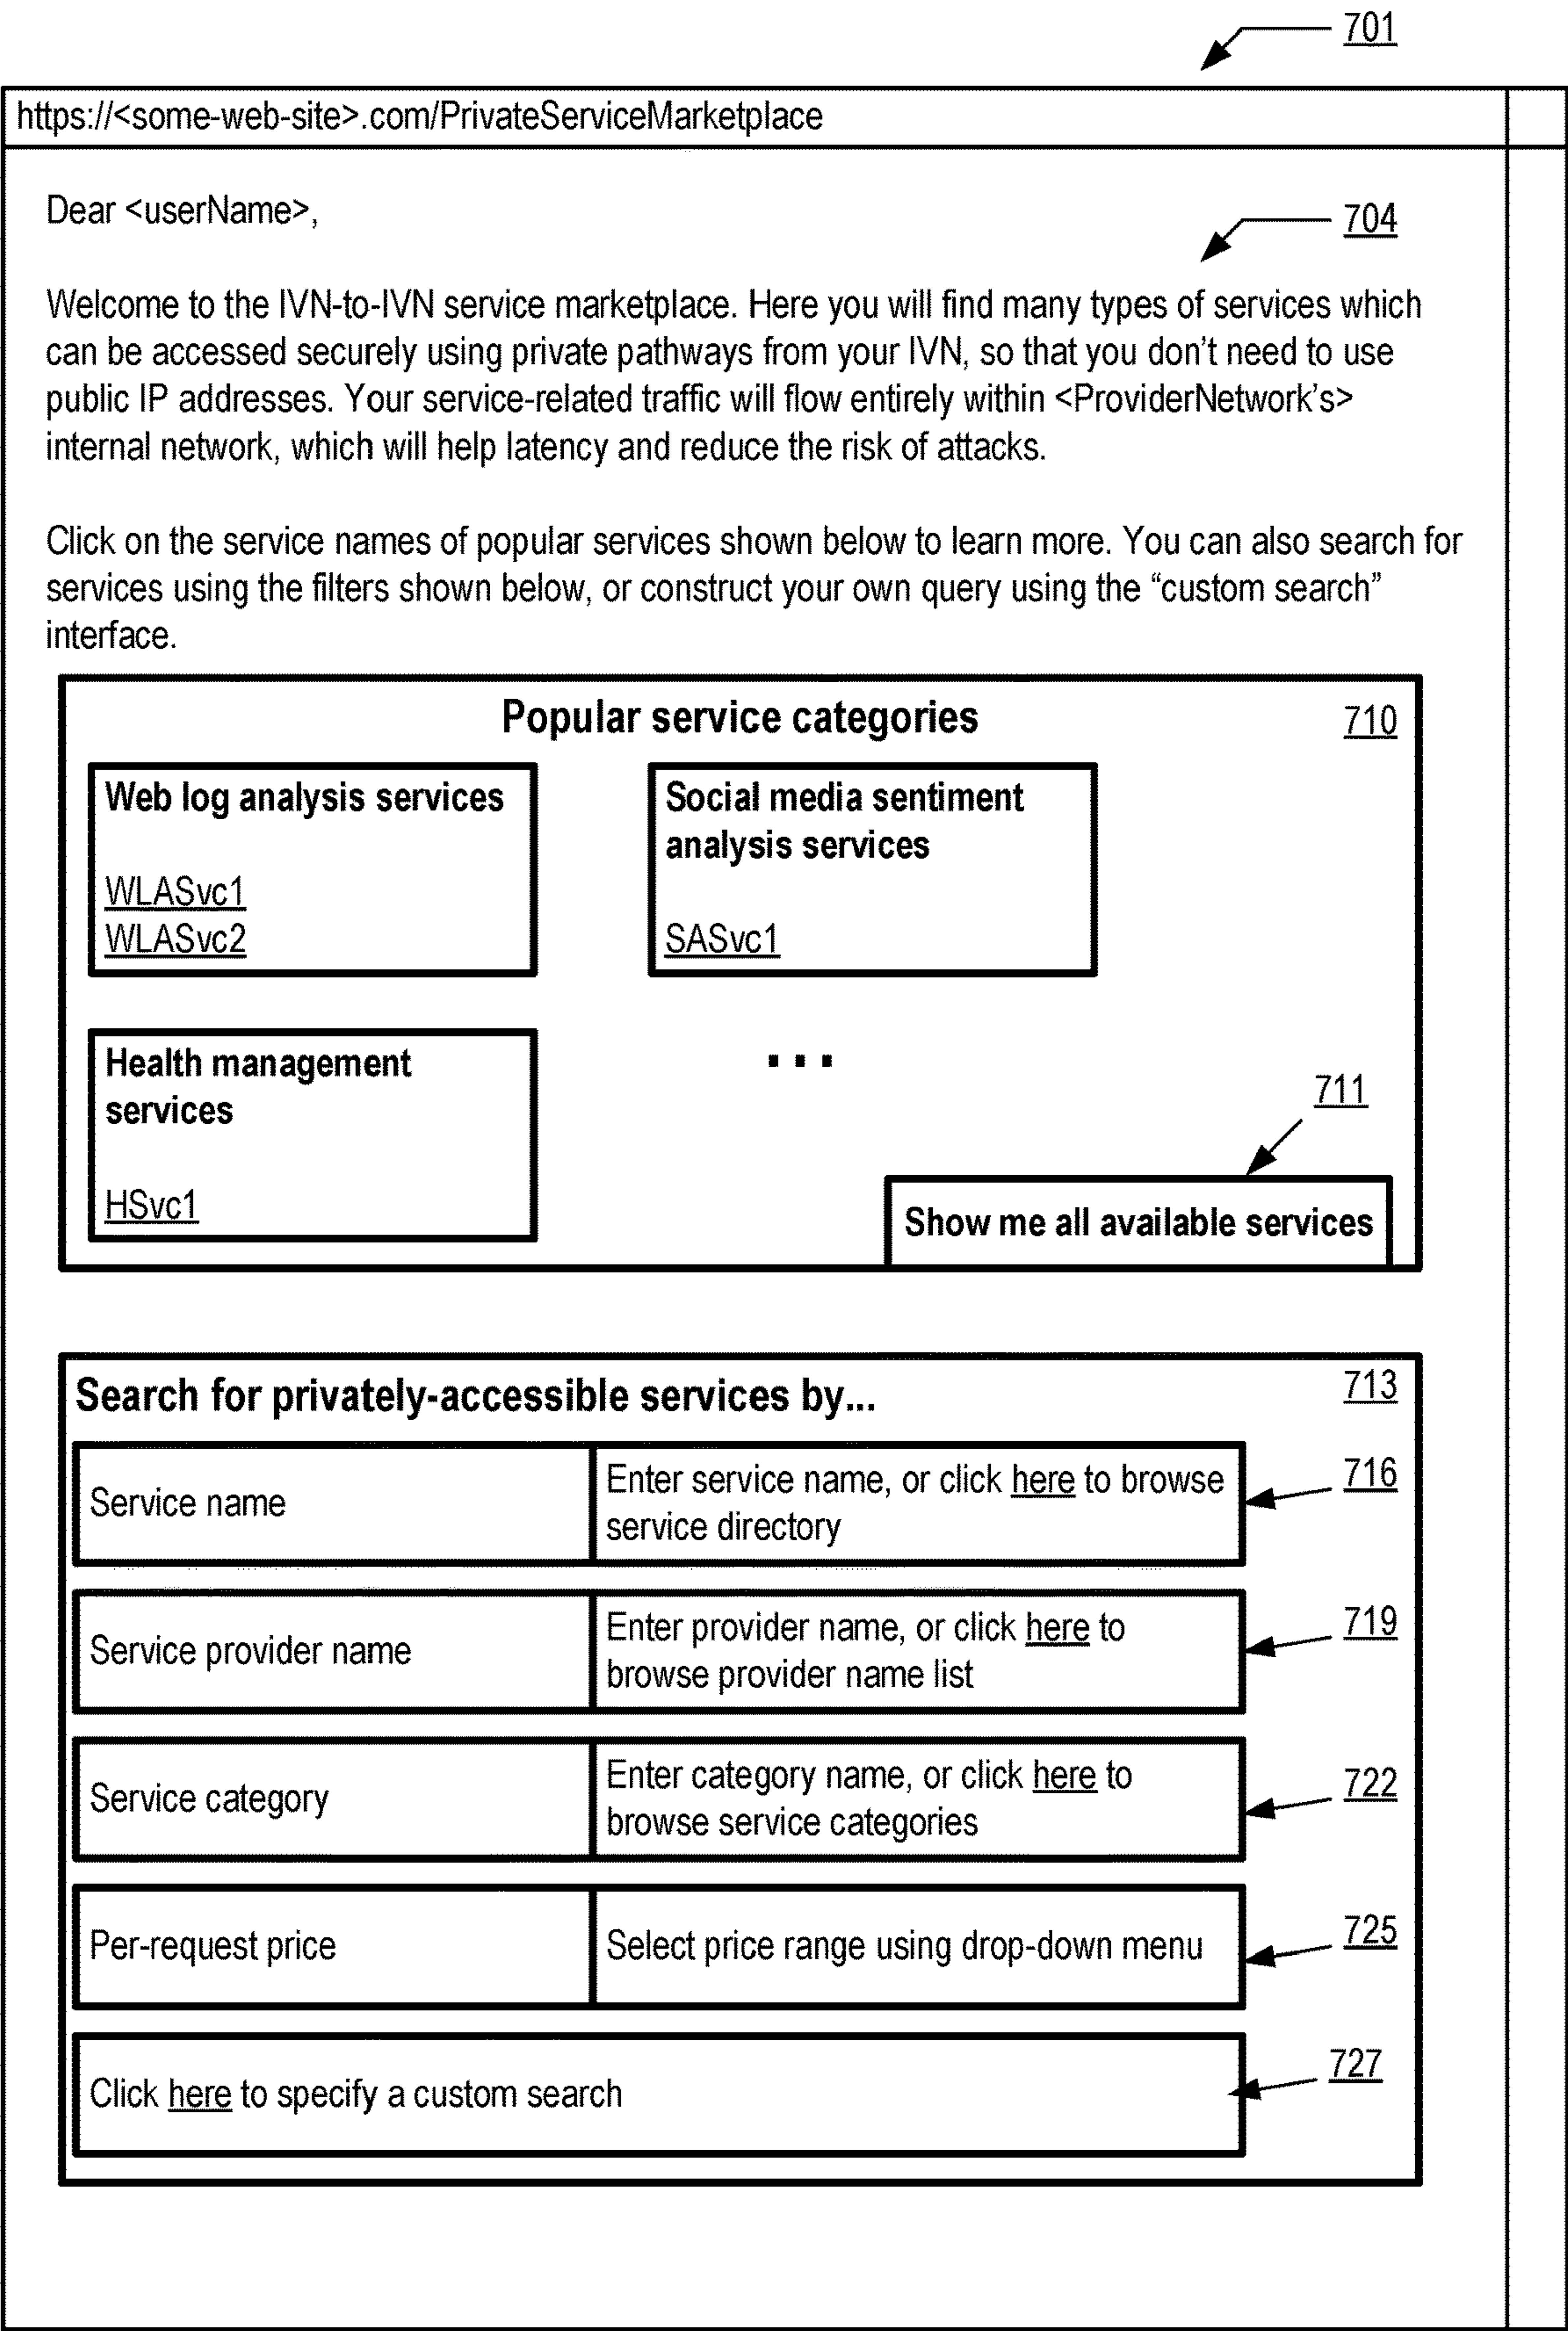 701
https://<some-web-site>.com/PrivateServiceMarketplace
Dear <userName>,
704
Welcome to the IVN-to-IVN service marketplace. Here you will find many types of services which
can be accessed securely using private pathways from your IVN, so that you don’t need to use
public IP addresses. Your service-related traffic will flow entirely within <ProviderNetwork’s>
internal network, which will help latency and reduce the risk of attacks.
Click on the service names of popular services shown below to learn more. You can also search for
services using the filters shown below, or construct your own query using the “custom search”
interface.
Popular service categories
710
Web log analysis services
WLASvc1
WLASvc2
Social media sentiment
analysis services
SASvc1
Health management
services
HSvc1
...
711
Show me all available services
Search for privately-accessible services by...
713
Service name
Enter service name, or click here to browse
service directory
716
Service provider name
Enter provider name, or click here to
browse provider name list
719
Service category
Enter category name, or click here to
browse service categories
722
Per-request price
Select price range using drop-down menu
725
Click here to specify a custom search
727